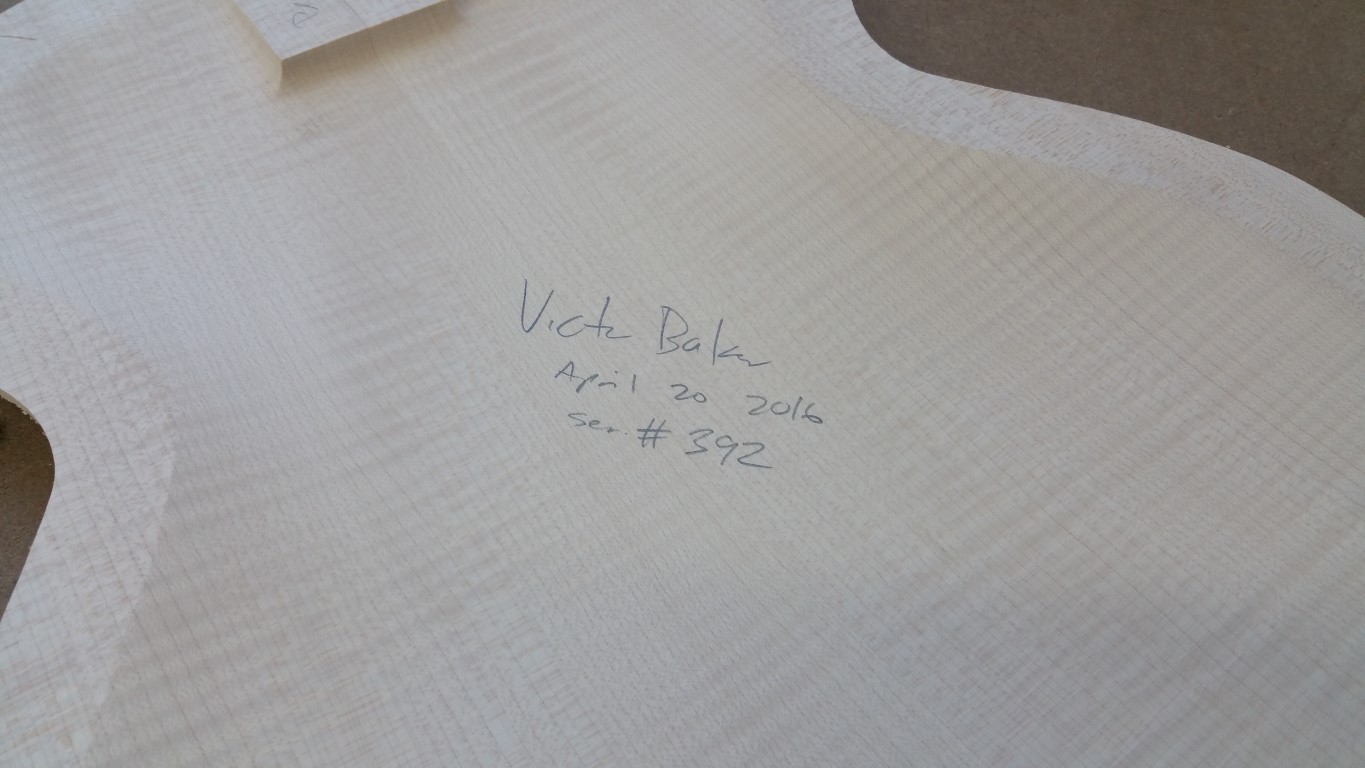 Victor Baker
April 20 2016
ser. # 392